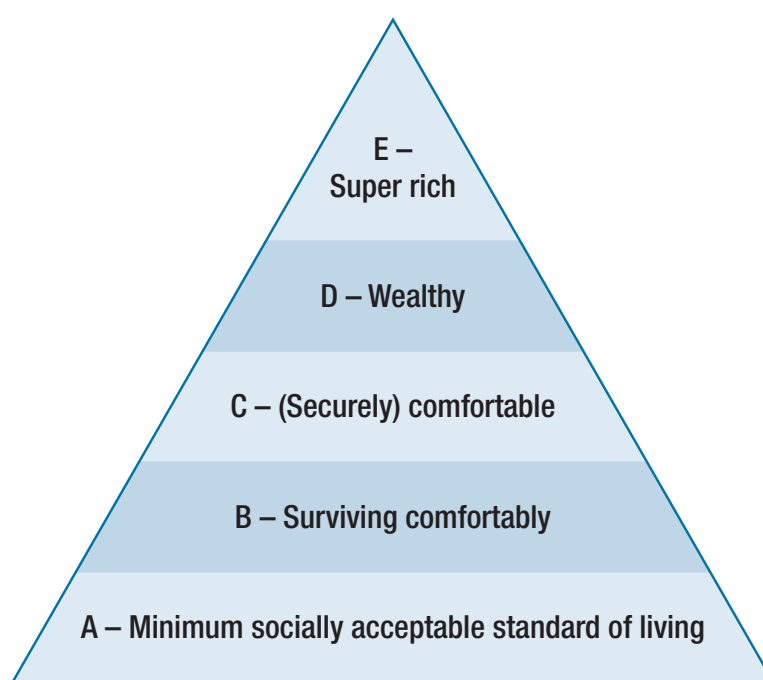 E –
Super rich
D – Wealthy
C – (Securely) comfortable
B – Surviving comfortably
A – Minimum socially acceptable standard of living